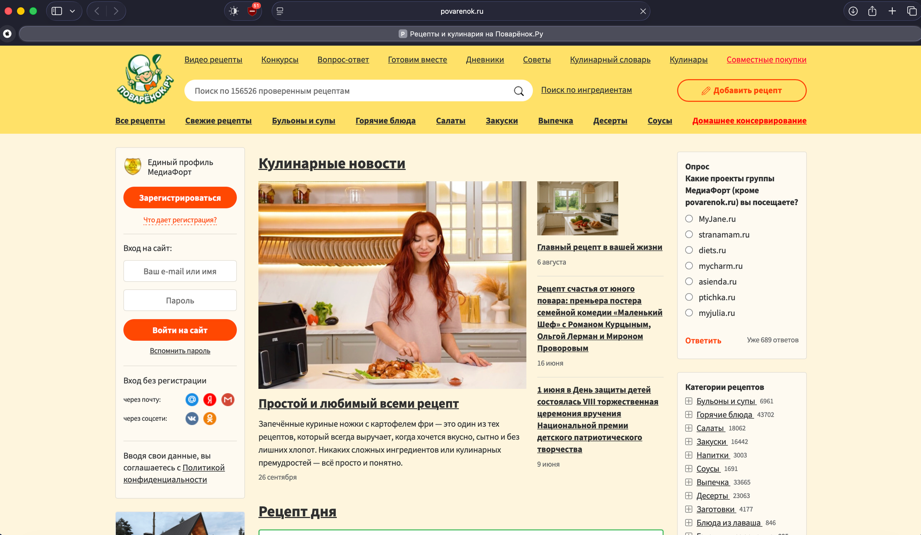 91
povarenok.ru
Рецепты и кулинария на Поварёнок.Ру
ПОВАРЁНОК.РУ
Видео рецепты
Конкурсы
Вопрос-ответ
Готовим вместе
Дневники
Советы
Кулинарный словарь
Кулинары
Совместные покупки
Поиск по 156526 проверенным рецептам
Поиск по ингредиентам
Добавить рецепт
Все рецепты
Свежие рецепты
Бульоны и супы
Горячие блюда
Салаты
Закуски
Выпечка
Десерты
Соусы
Домашнее консервирование
Единый профиль
МедиаФорт
Зарегистрироваться
Что дает регистрация?
Вход на сайт:
Ваш e-mail или имя
Пароль
Войти на сайт
Вспомнить пароль
Вход без регистрации
через почту:
через соцсети:
Вводя свои данные, вы
соглашаетесь с Политикой
конфиденциальности
Кулинарные новости
Простой и любимый всеми рецепт
Запечённые куриные ножки с картофелем фри — это один из тех
рецептов, который всегда выручает, когда хочется вкусно, сытно и без
лишних хлопот. Никаких сложных ингредиентов или кулинарных
премудростей — всё просто и понятно.
26 сентября
Главный рецепт в вашей жизни
6 августа
Рецепт счастья от юного
повара: премьера постера
семейной комедии «Маленький
Шеф» с Романом Курцыным,
Ольгой Лерман и Мироном
Проворовым
16 июня
1 июня в День защиты детей
состоялась VIII торжественная
церемония вручения
Национальной премии
детского патриотического
творчества
9 июня
Рецепт дня
Опрос
Какие проекты группы
МедиаФорт (кроме
povarenok.ru) вы посещаете?
MyJane.ru
stranamam.ru
diets.ru
mycharm.ru
asienda.ru
ptichka.ru
myjulia.ru
Ответить
Уже 689 ответов
Категории рецептов
Бульоны и супы 6961
Горячие блюда 43702
Салаты 18062
Закуски 16442
Напитки 3003
Соусы 1691
Выпечка 33665
Десерты 23063
Заготовки 4177
Блюда из лаваша 846